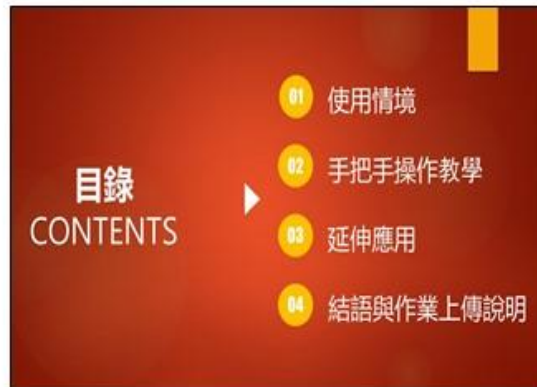 目錄
CONTENTS
01 使用情境
02 手把手操作教學
03 延伸應用
04 結語與作業上傳說明